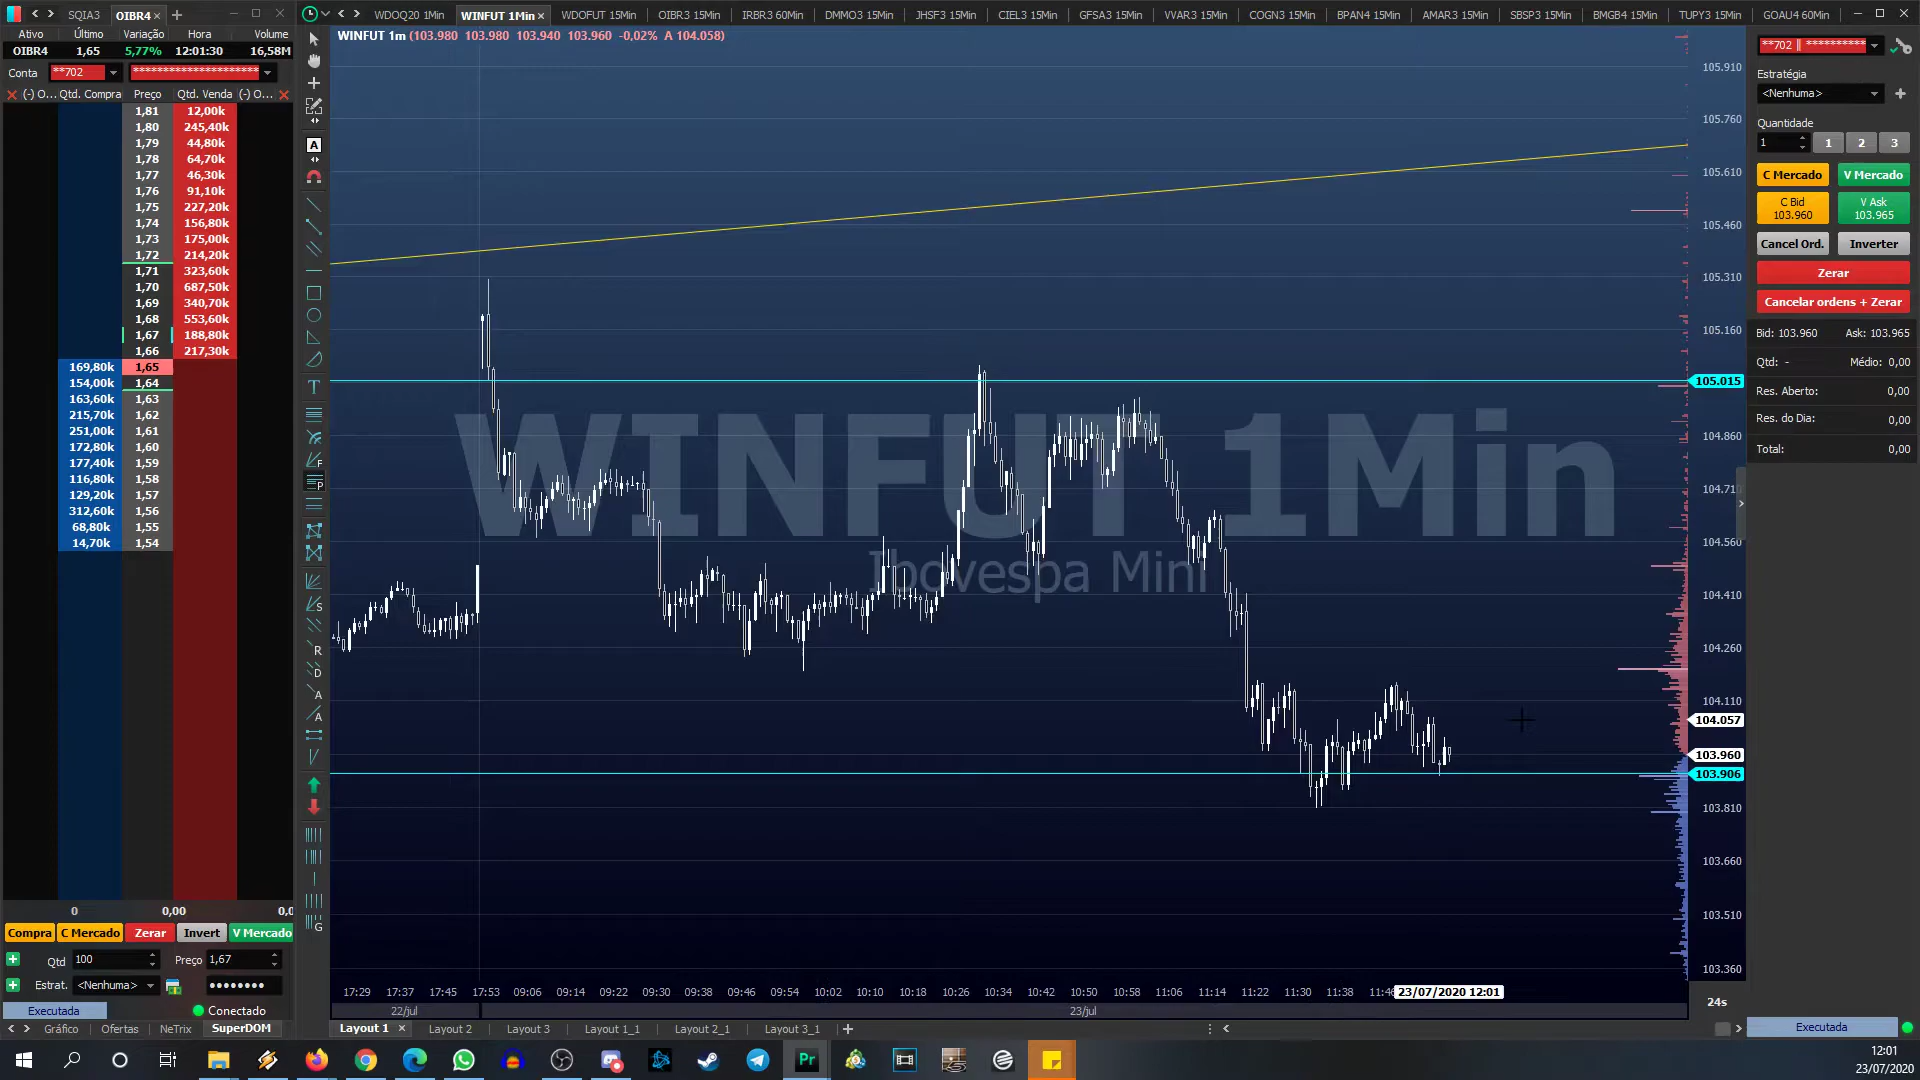 SQIA3 OIBR4
WDOQ20 1Min WINFUT 1Min WDOFUT 15Min OIBR3 15Min IRBR3 60Min DMMO3 15Min JHSF3 15Min CIEL3 15Min GFSA3 15Min VVAR3 15Min COGN3 15Min BPAN4 15Min AMAR3 15Min SBSP3 15Min BMGB4 15Min TUPY3 15Min GOAU4 60Min
Ativo Último Variação Hora Volume
OIBR4 1,65 5,77% 12:01:30 16,58M
Conta **702 **********************
(-) O... Qtd. Compra Preço Qtd. Venda (-) O...
1,81 12,00k
1,80 245,40k
1,79 44,80k
1,78 64,70k
1,77 46,30k
1,76 91,10k
1,75 227,20k
1,74 156,80k
1,73 175,00k
1,72 214,20k
1,71 323,60k
1,70 687,50k
1,69 340,70k
1,68 553,60k
1,67 188,80k
1,66 217,30k
169,80k 1,65
154,00k 1,64
163,60k 1,63
215,70k 1,62
251,00k 1,61
172,80k 1,60
177,40k 1,59
116,80k 1,58
129,20k 1,57
312,60k 1,56
68,80k 1,55
14,70k 1,54
0 0,00 0,0
Compra C Mercado Zerar Invert V Mercado
Qtd 100 Preço 1,67
Estrat. <Nenhuma> ••••••••
Executada Conectado
Gráfico Ofertas NeTrix SuperDOM
WINFUT 1m (103.980 103.980 103.940 103.960 -0,02% A 104.058)
WINFUT 1Min
Ibovespa Mini
105.910
105.760
105.610
105.460
105.310
105.160
105.015
104.860
104.710
104.560
104.410
104.260
104.110
104.057
103.960
103.906
103.810
103.660
103.510
103.360
17:29 17:37 17:45 17:53 09:06 09:14 09:22 09:30 09:38 09:46 09:54 10:02 10:10 10:18 10:26 10:34 10:42 10:50 10:58 11:06 11:14 11:22 11:30 11:38 11:46 23/07/2020 12:01
24s
22/jul 23/jul
Layout 1 Layout 2 Layout 3 Layout 1_1 Layout 2_1 Layout 3_1
**702 || **********
Estratégia
<Nenhuma>
Quantidade
1 1 2 3
C Mercado V Mercado
C Bid V Ask
103.960 103.965
Cancel Ord. Inverter
Zerar
Cancelar ordens + Zerar
Bid: 103.960 Ask: 103.965
Qtd: - Médio: 0,00
Res. Aberto: 0,00
Res. do Dia: 0,00
Total: 0,00
Executada
Pr
12:01
23/07/2020